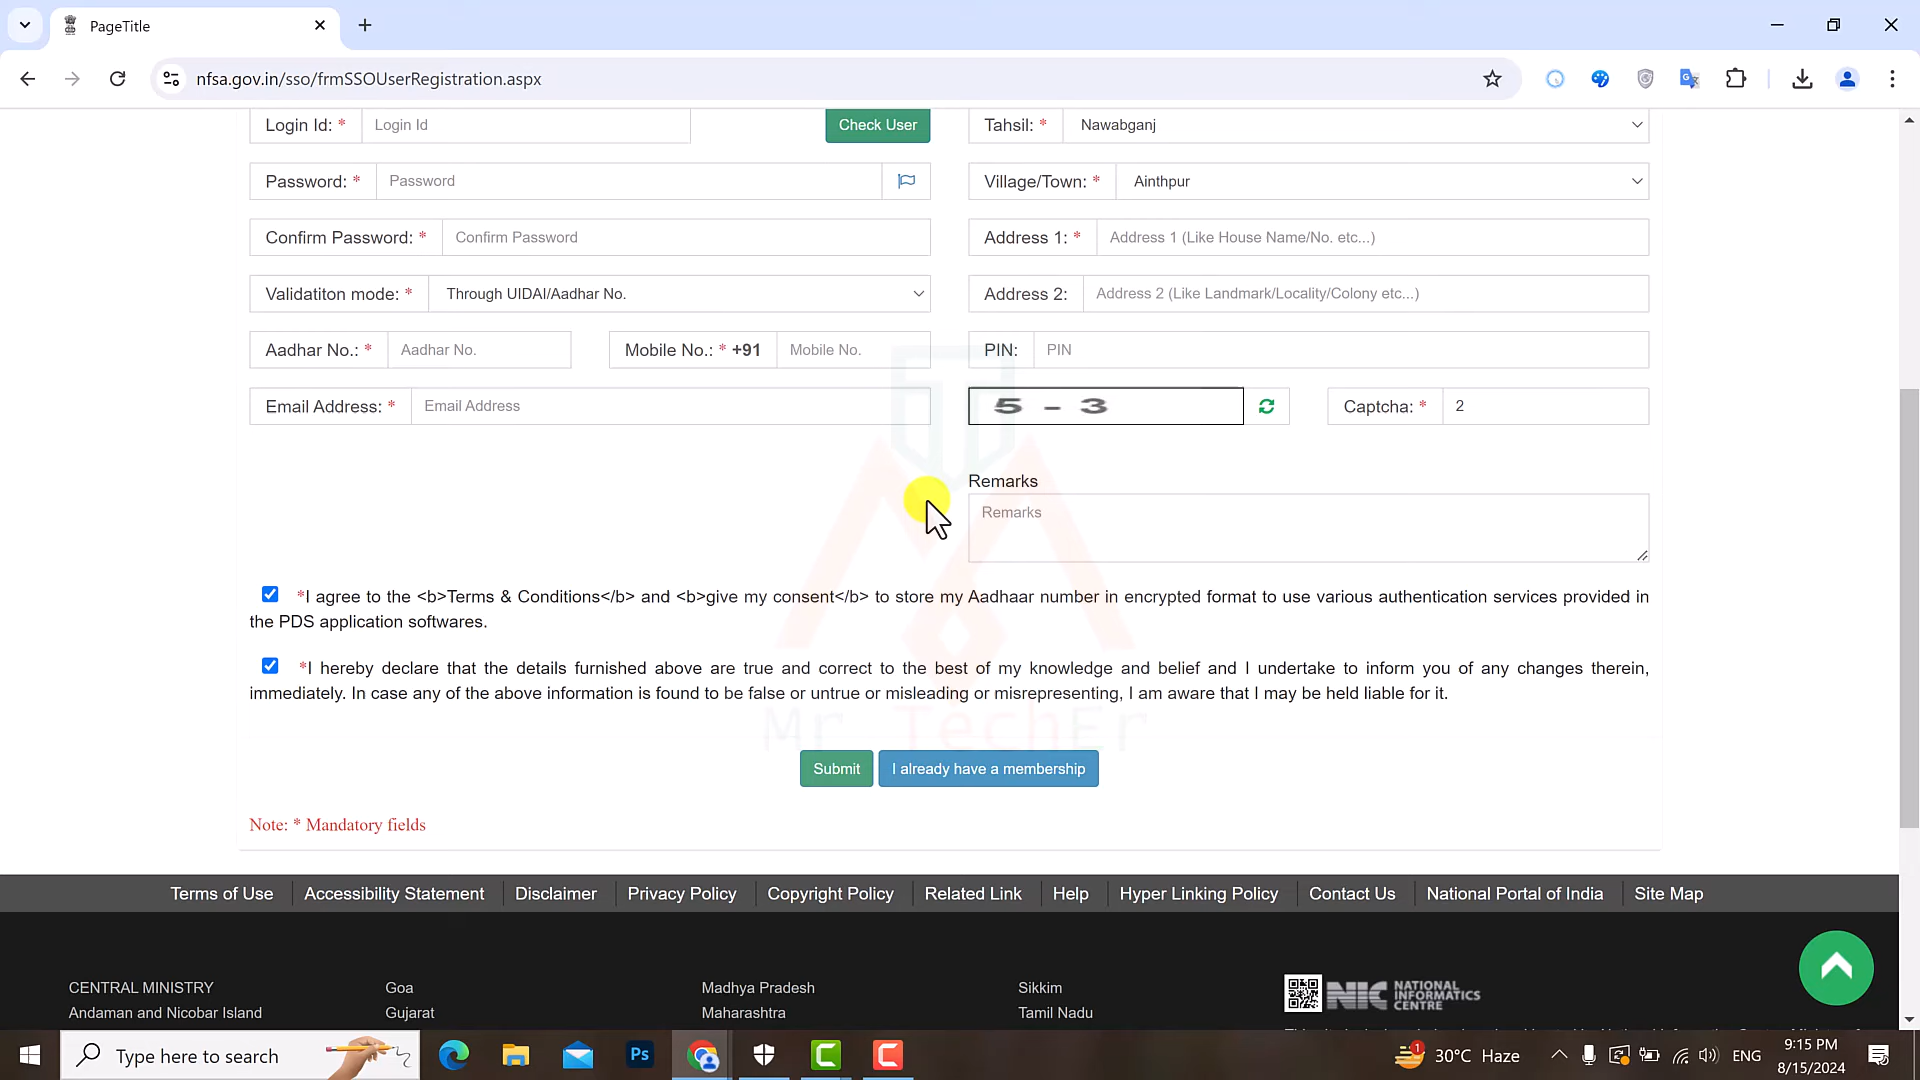 PageTitle
nfsa.gov.in/sso/frmSSOUserRegistration.aspx
Login Id: * Login Id Check User Tahsil: * Nawabganj
Password: * Password Village/Town: * Ainthpur
Confirm Password: * Confirm Password Address 1: * Address 1 (Like House Name/No. etc...)
Validatiton mode: * Through UIDAI/Aadhar No. Address 2: Address 2 (Like Landmark/Locality/Colony etc...)
Aadhar No.: * Aadhar No. Mobile No.: * +91 Mobile No. PIN: PIN
Email Address: * Email Address 5 - 3 Captcha: * 2
Remarks
Remarks
*I agree to the <b>Terms & Conditions</b> and <b>give my consent</b> to store my Aadhaar number in encrypted format to use various authentication services provided in
the PDS application softwares.
*I hereby declare that the details furnished above are true and correct to the best of my knowledge and belief and I undertake to inform you of any changes therein,
immediately. In case any of the above information is found to be false or untrue or misleading or misrepresenting, I am aware that I may be held liable for it.
Mr TechEr
Submit I already have a membership
Note: * Mandatory fields
Terms of Use Accessibility Statement Disclaimer Privacy Policy Copyright Policy Related Link Help Hyper Linking Policy Contact Us National Portal of India Site Map
CENTRAL MINISTRY Goa Madhya Pradesh Sikkim
Andaman and Nicobar Island Gujarat Maharashtra Tamil Nadu
NIC NATIONAL
INFORMATICS
CENTRE
Type here to search Ps 1 30°C Haze ENG 9:15 PM
8/15/2024